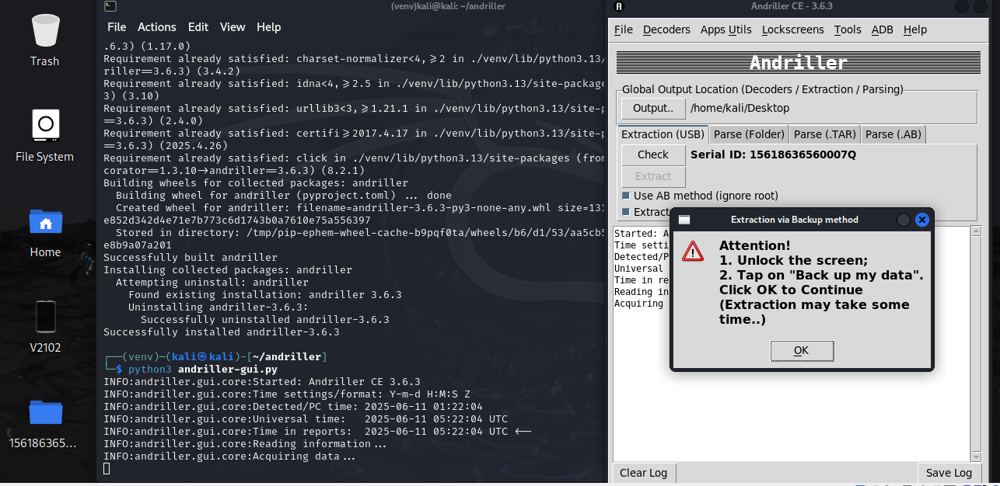 Trash
File System
Home
V2102
156186365...
(venv)kali@kali: ~/andriller
File Actions Edit View Help
.6.3) (1.17.0)
Requirement already satisfied: charset-normalizer<4,≥2 in ./venv/lib/python3.13/
riller==3.6.3) (3.4.2)
Requirement already satisfied: idna<4,≥2.5 in ./venv/lib/python3.13/site-package
3) (3.10)
Requirement already satisfied: urllib3<3,≥1.21.1 in ./venv/lib/python3.13/site-p
==3.6.3) (2.4.0)
Requirement already satisfied: certifi≥2017.4.17 in ./venv/lib/python3.13/site-p
==3.6.3) (2025.4.26)
Requirement already satisfied: click in ./venv/lib/python3.13/site-packages (from
corator==1.3.10→andriller==3.6.3) (8.2.1)
Building wheels for collected packages: andriller
Building wheel for andriller (pyproject.toml) ... done
Created wheel for andriller: filename=andriller-3.6.3-py3-none-any.whl size=131
e852d342d4e71e7b773c6d1743b0a7610e75a556397
Stored in directory: /tmp/pip-ephem-wheel-cache-b9pqf0ta/wheels/b6/d1/53/aa5cb5
e8b9a07a201
Successfully built andriller
Installing collected packages: andriller
Attempting uninstall: andriller
Found existing installation: andriller 3.6.3
Uninstalling andriller-3.6.3:
Successfully uninstalled andriller-3.6.3
Successfully installed andriller-3.6.3
┌──(venv)─(kali㉿kali)-[~/andriller]
└─$ python3 andriller-gui.py
INFO:andriller.gui.core:Started: Andriller CE 3.6.3
INFO:andriller.gui.core:Time settings/format: Y-m-d H:M:S Z
INFO:andriller.gui.core:Detected/PC time: 2025-06-11 01:22:04
INFO:andriller.gui.core:Universal time: 2025-06-11 05:22:04 UTC
INFO:andriller.gui.core:Time in reports: 2025-06-11 05:22:04 UTC ←—
INFO:andriller.gui.core:Reading information...
INFO:andriller.gui.core:Acquiring data...
Andriller CE - 3.6.3
File Decoders Apps Utils Lockscreens Tools ADB Help
Andriller
Global Output Location (Decoders / Extraction / Parsing)
Output.. /home/kali/Desktop
Extraction (USB) Parse (Folder) Parse (.TAR) Parse (.AB)
Check Serial ID: 15618636560007Q
Extract
Use AB method (ignore root)
Extract
Started: A
Time setti
Detected/P
Universal
Time in re
Reading in
Acquiring
Extraction via Backup method
Attention!
1. Unlock the screen;
2. Tap on "Back up my data".
Click OK to Continue
(Extraction may take some
time..)
OK
Clear Log Save Log